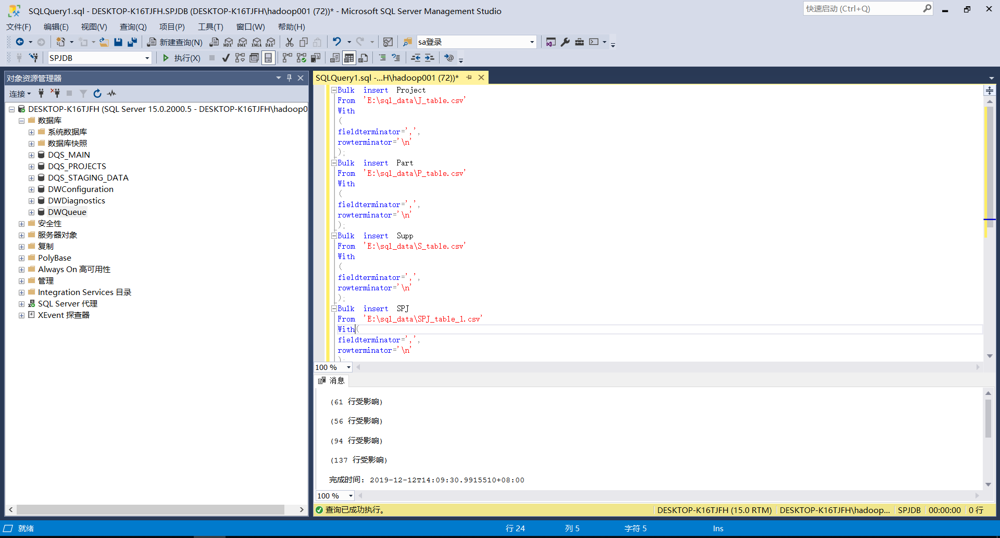 SQLQuery1.sql - DESKTOP-K16TJFH.SPJDB (DESKTOP-K16TJFH\hadoop001 (72))* - Microsoft SQL Server Management Studio
快速启动 (Ctrl+Q)
文件(F) 编辑(E) 视图(V) 查询(Q) 项目(P) 工具(T) 窗口(W) 帮助(H)
新建查询(N) MDX DMX XMLA DAX sa登录
SPJDB 执行(X)
对象资源管理器
连接
DESKTOP-K16TJFH (SQL Server 15.0.2000.5 - DESKTOP-K16TJFH\hadoop0
数据库
系统数据库
数据库快照
DQS_MAIN
DQS_PROJECTS
DQS_STAGING_DATA
DWConfiguration
DWDiagnostics
DWQueue
安全性
服务器对象
复制
PolyBase
Always On 高可用性
管理
Integration Services 目录
SQL Server 代理
XEvent 探查器
SQLQuery1.sql -...H\hadoop001 (72))*
Bulk insert Project
From 'E:\sql_data\J_table.csv'
With
(
fieldterminator=',',
rowterminator='\n'
);
Bulk insert Part
From 'E:\sql_data\P_table.csv'
With
(
fieldterminator=',',
rowterminator='\n'
);
Bulk insert Supp
From 'E:\sql_data\S_table.csv'
With
(
fieldterminator=',',
rowterminator='\n'
);
Bulk insert SPJ
From 'E:\sql_data\SPJ_table_1.csv'
With(
fieldterminator=',',
rowterminator='\n'
);
100 %
消息
(61 行受影响)
(56 行受影响)
(94 行受影响)
(137 行受影响)
完成时间: 2019-12-12T14:09:30.9915510+08:00
100 %
查询已成功执行。 DESKTOP-K16TJFH (15.0 RTM) DESKTOP-K16TJFH\hadoop... SPJDB 00:00:00 0 行
就绪 行 24 列 5 字符 5 Ins